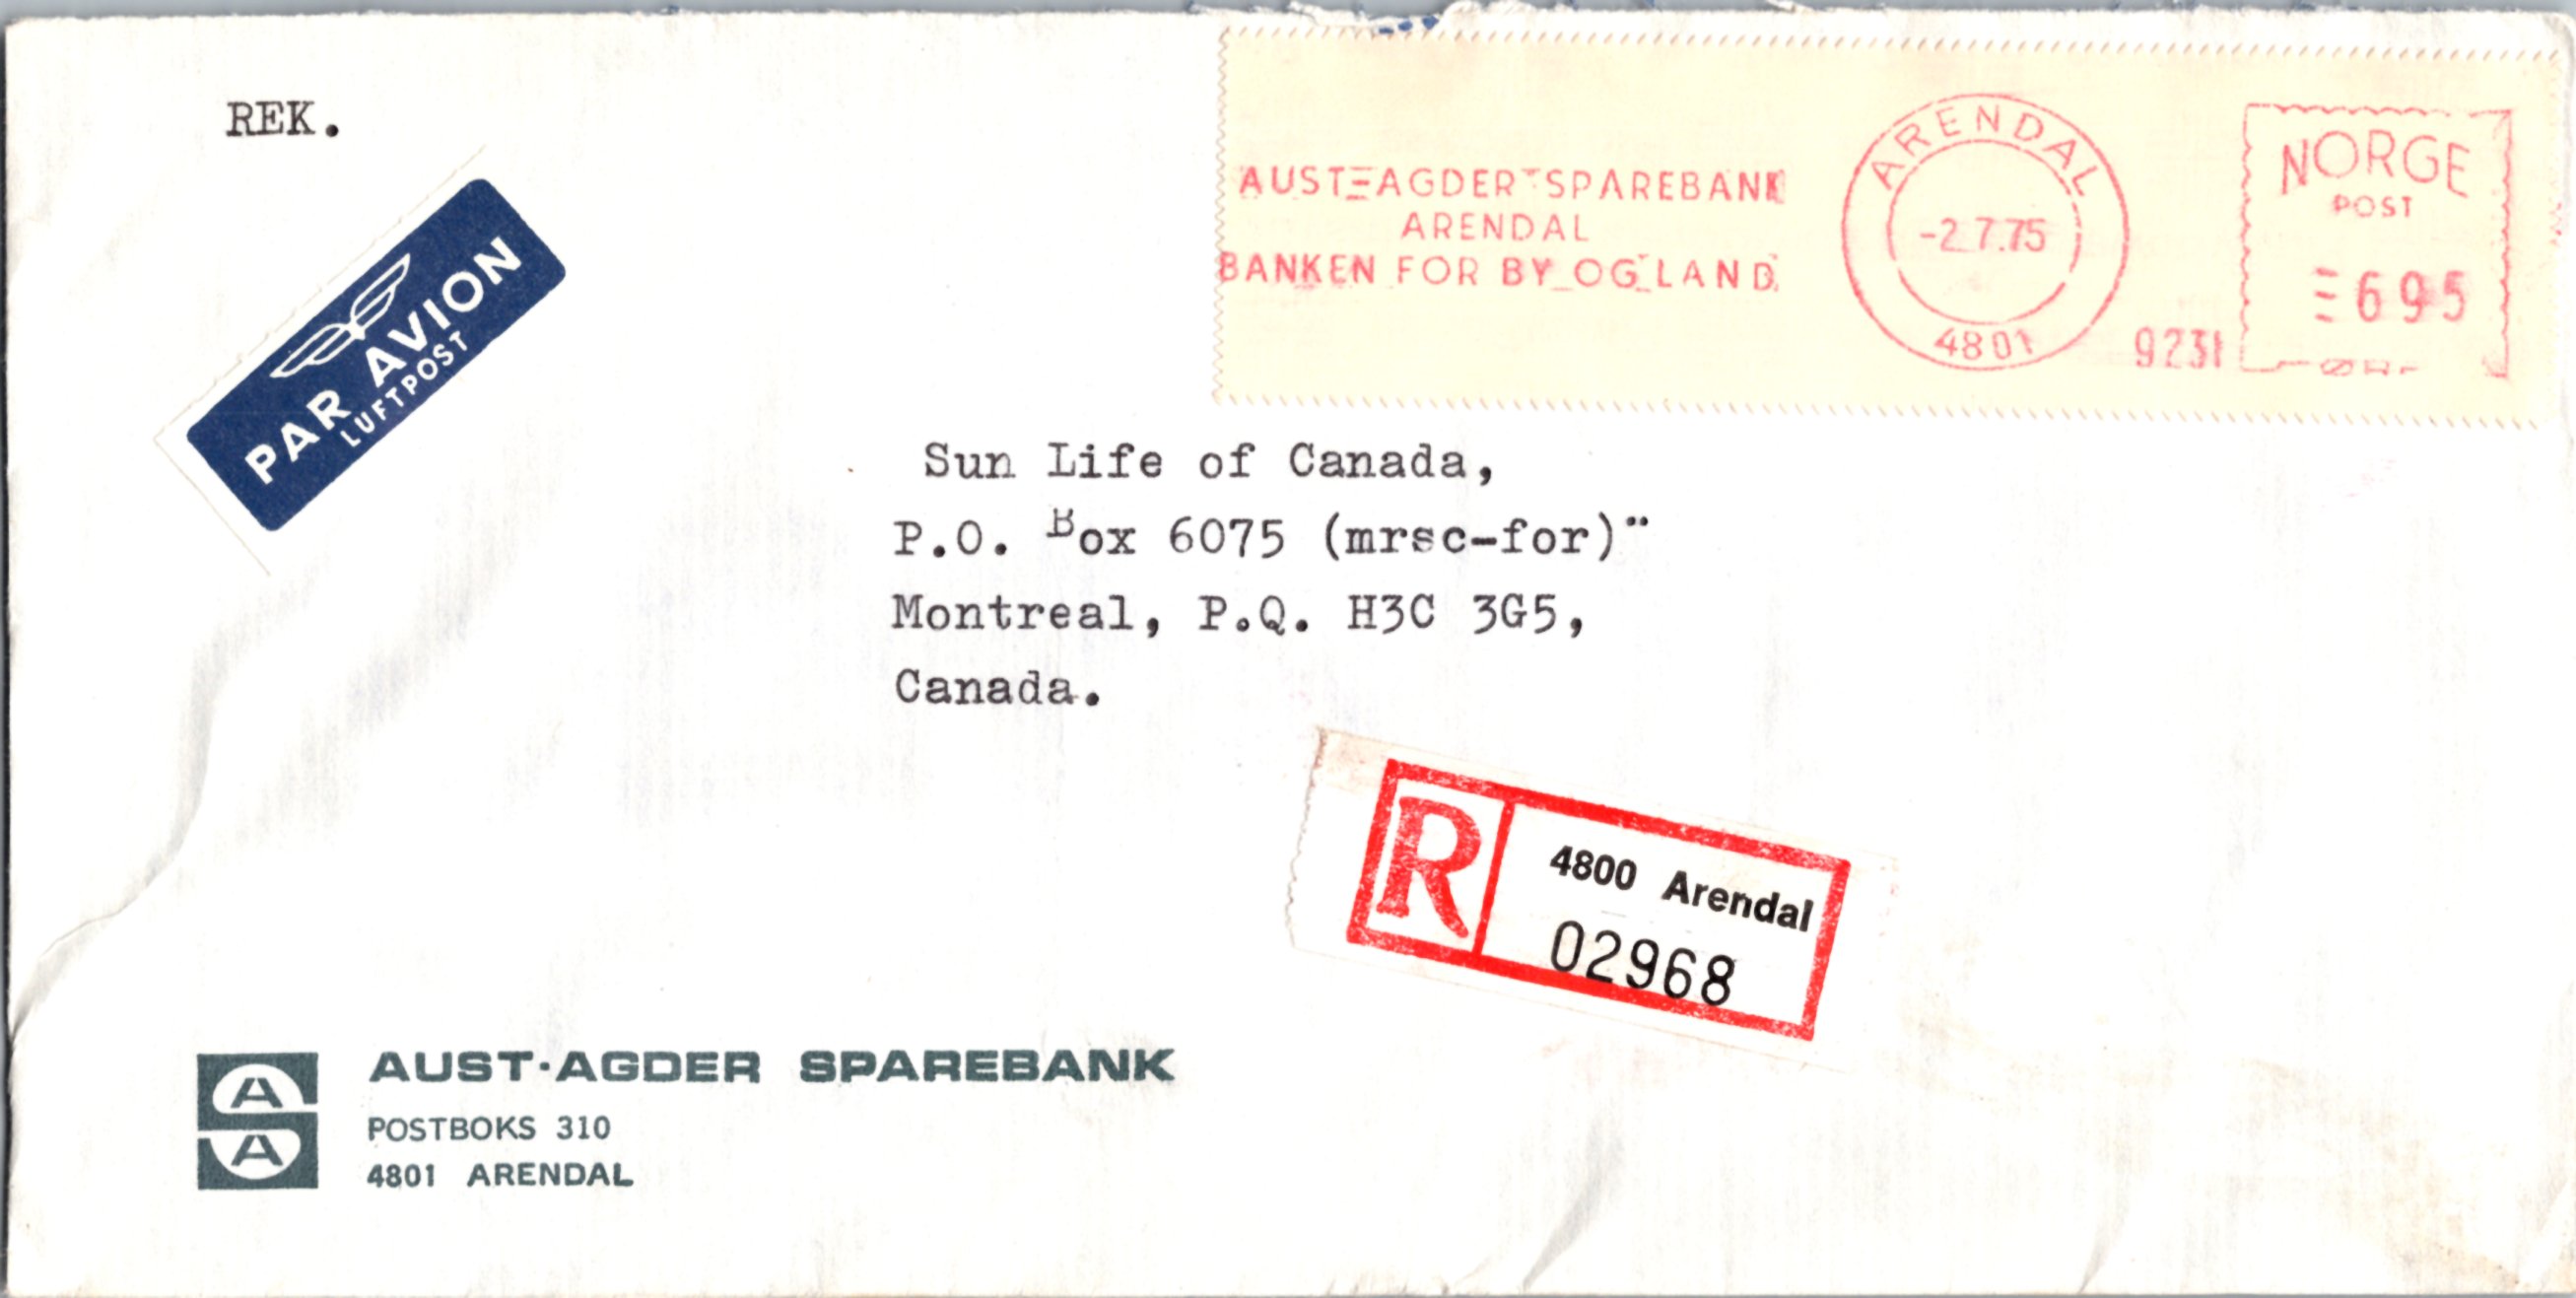 REK.
PAR AVION
LUFTPOST
AUST-AGDER SPAREBANK
ARENDAL
BANKEN FOR BY OG LAND
ARENDAL
-2.7.75
4801
9231
NORGE
POST
695
ØRE
Sun Life of Canada,
P.O. Box 6075 (mrsc-for)"
Montreal, P.Q. H3C 3G5,
Canada.
R
4800 Arendal
02968
A
A
AUST·AGDER SPAREBANK
POSTBOKS 310
4801 ARENDAL